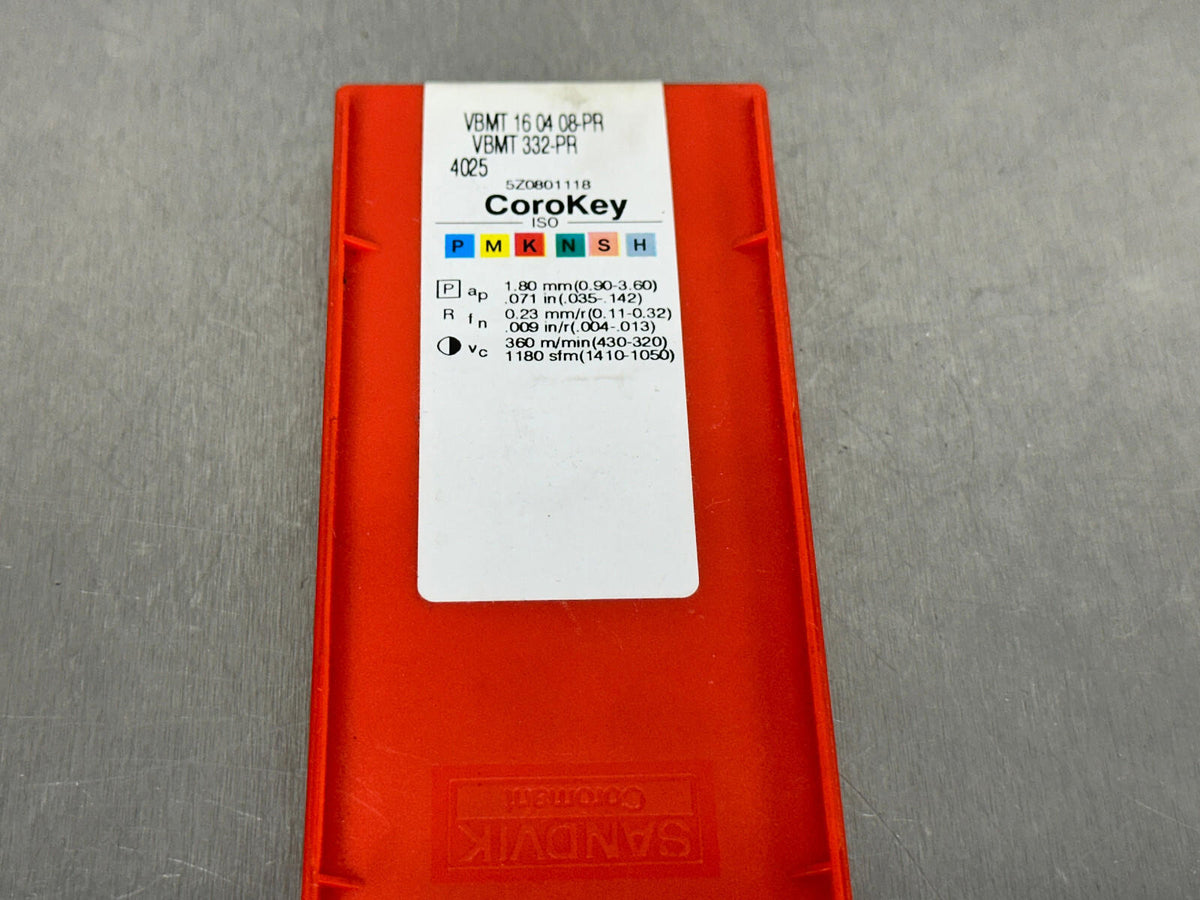 VBMT 16 04 08-PR
VBMT 332-PR
4025
5Z0801118
CoroKey
ISO
P M K N S H
P ap 1.80 mm(0.90-3.60)
.071 in(.035-.142)
R fn 0.23 mm/r(0.11-0.32)
.009 in/r(.004-.013)
vc 360 m/min(430-320)
1180 sfm(1410-1050)
SANDVIK
Coromant